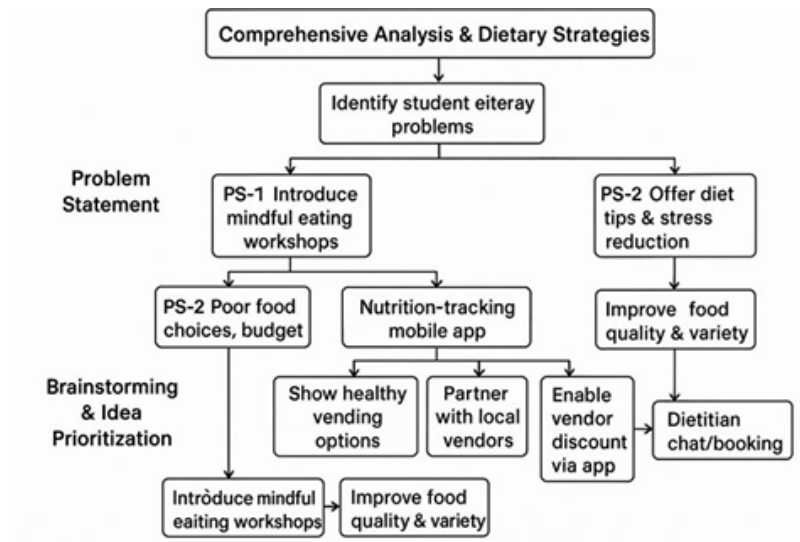 Comprehensive Analysis & Dietary Strategies
Identify student eiteray
problems
Problem
Statement
PS-1 Introduce
mindful eating
workshops
PS-2 Offer diet
tips & stress
reduction
PS-2 Poor food
choices, budget
Nutrition-tracking
mobile app
Improve food
quality & variety
Brainstorming
& Idea
Prioritization
Show healthy
vending
options
Partner
with local
vendors
Enable
vendor
discount
via app
Dietitian
chat/booking
Intròduce mindful
eaiting workshops
Improve food
quality & variety